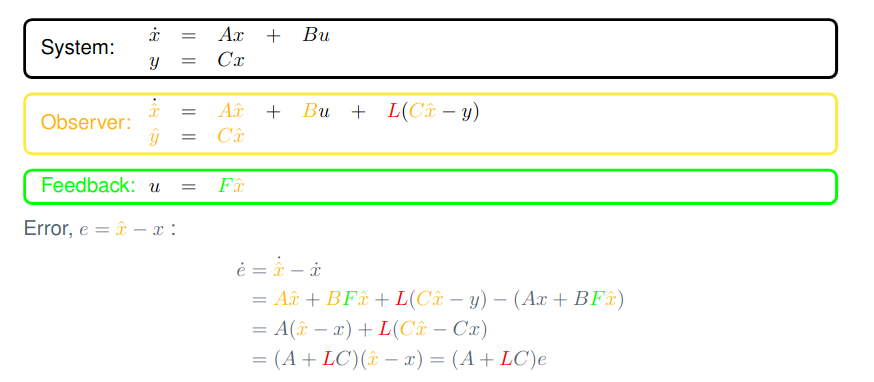 System: ẋ = Ax + Bu
y = Cx
Observer: x̂̇ = Ax̂ + Bu + L(Cx̂ − y)
ŷ = Cx̂
Feedback: u = Fx̂
Error, e = x̂ − x :
ė = x̂̇ − ẋ
= Ax̂ + BFx̂ + L(Cx̂ − y) − (Ax + BFx̂)
= A(x̂ − x) + L(Cx̂ − Cx)
= (A + LC)(x̂ − x) = (A + LC)e